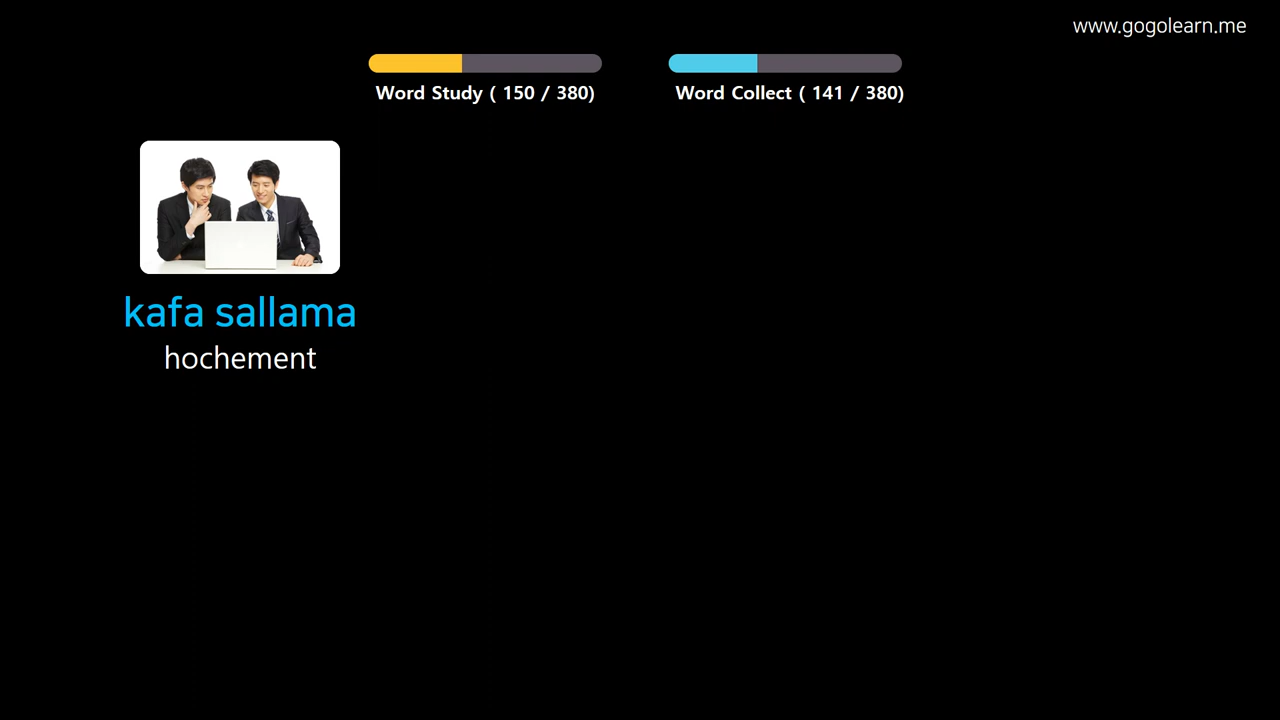 www.gogolearn.me
Word Study ( 150 / 380)
Word Collect ( 141 / 380)
kafa sallama
hochement